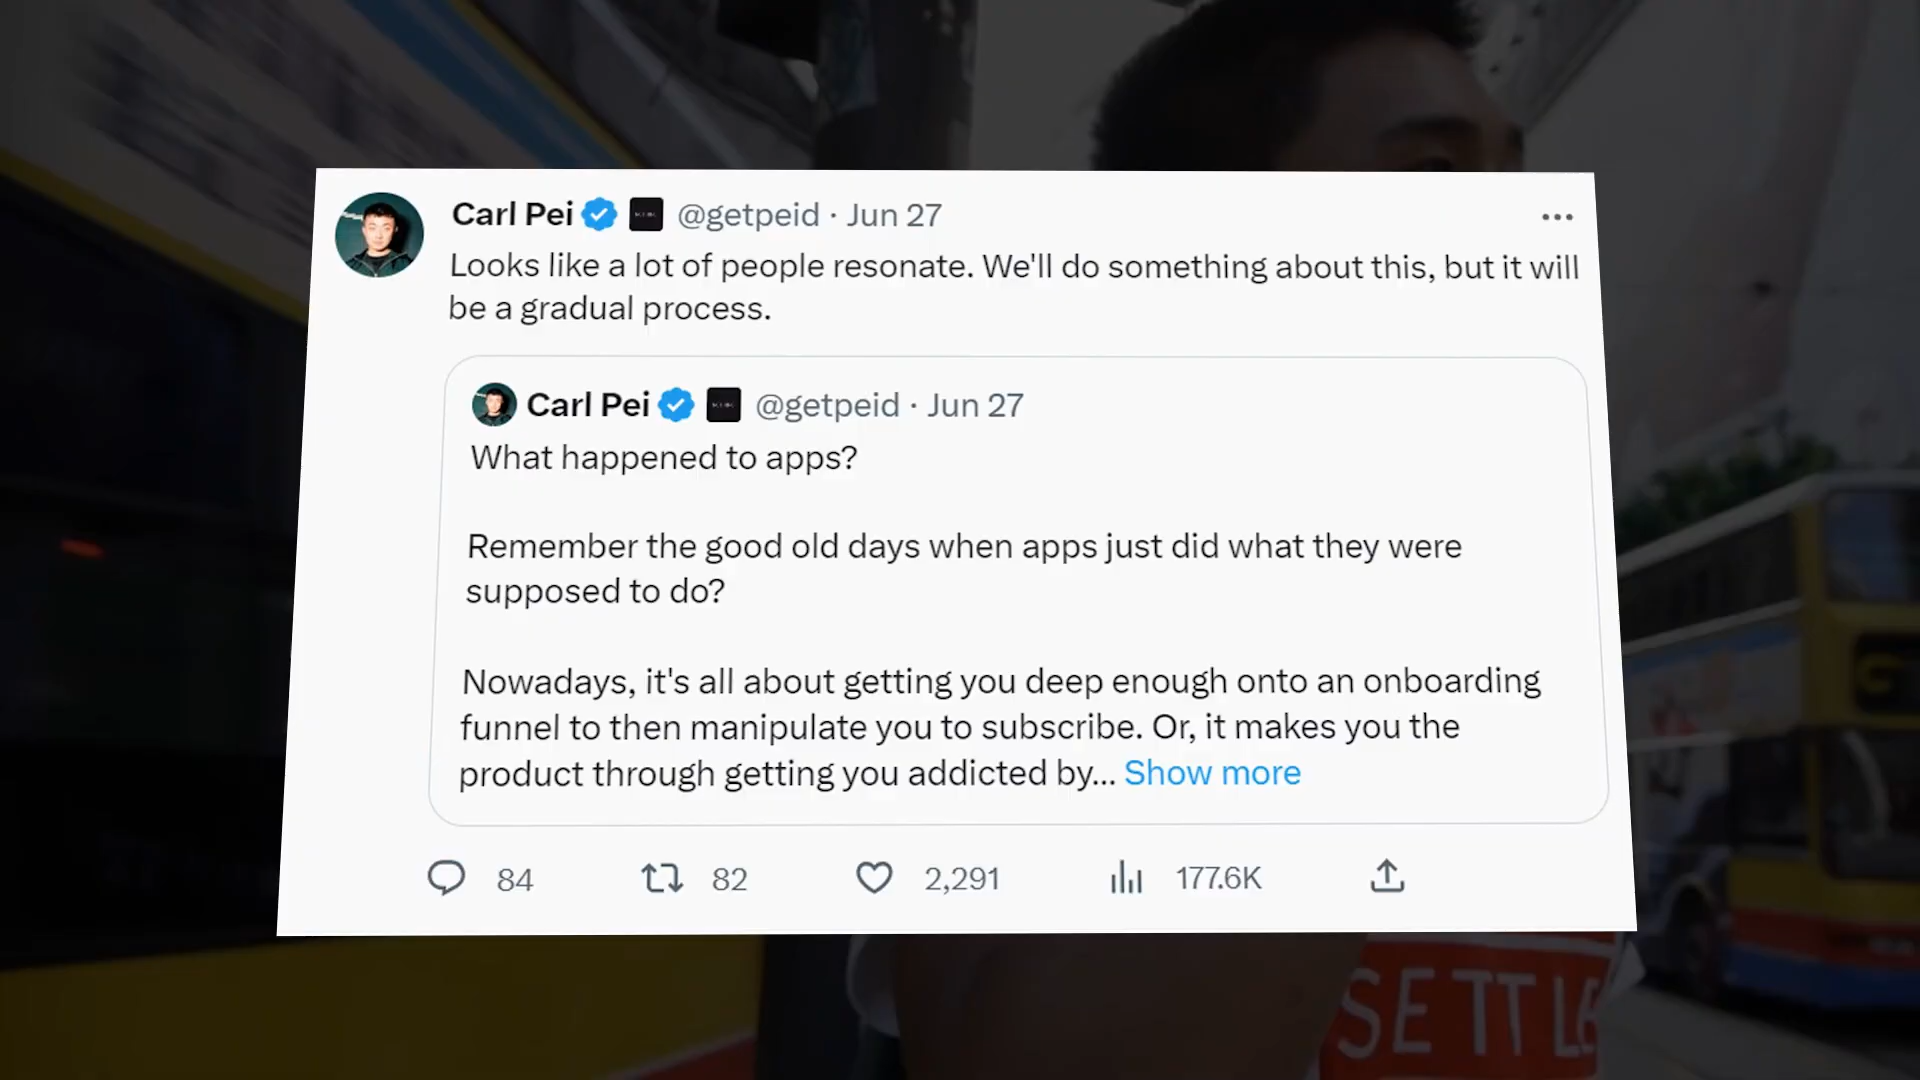 Carl Pei @getpeid · Jun 27
Looks like a lot of people resonate. We'll do something about this, but it will
be a gradual process.
Carl Pei @getpeid · Jun 27
What happened to apps?
Remember the good old days when apps just did what they were
supposed to do?
Nowadays, it's all about getting you deep enough onto an onboarding
funnel to then manipulate you to subscribe. Or, it makes you the
product through getting you addicted by... Show more
84 82 2,291 177.6K
SETTLE